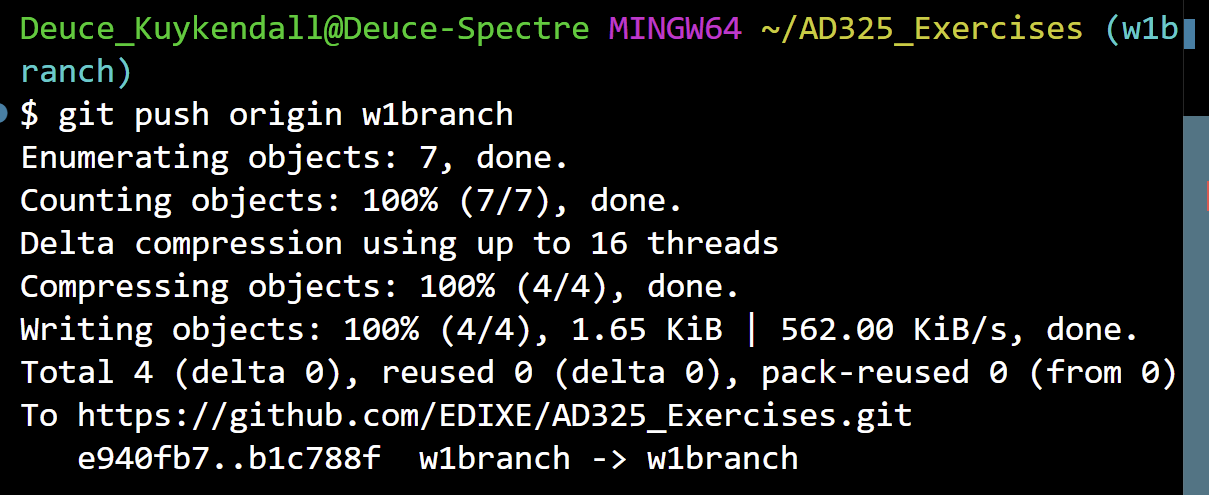 Deuce_Kuykendall@Deuce-Spectre MINGW64 ~/AD325_Exercises (w1b
ranch)
$ git push origin w1branch
Enumerating objects: 7, done.
Counting objects: 100% (7/7), done.
Delta compression using up to 16 threads
Compressing objects: 100% (4/4), done.
Writing objects: 100% (4/4), 1.65 KiB | 562.00 KiB/s, done.
Total 4 (delta 0), reused 0 (delta 0), pack-reused 0 (from 0)
To https://github.com/EDIXE/AD325_Exercises.git
   e940fb7..b1c788f  w1branch -> w1branch